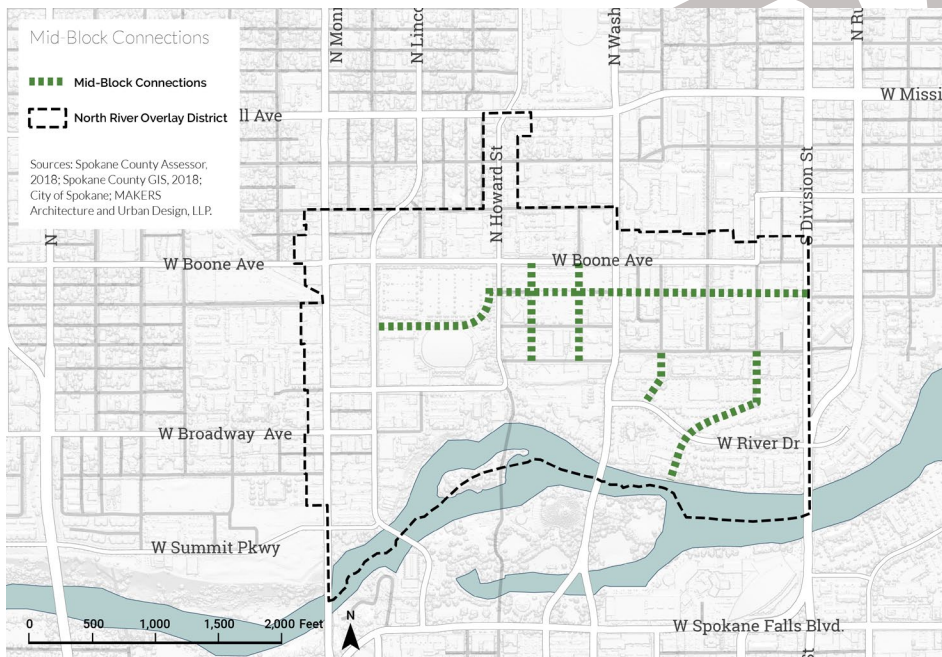 Mid-Block Connections
Mid-Block Connections
North River Overlay District
Sources: Spokane County Assessor,
2018; Spokane County GIS, 2018;
City of Spokane; MAKERS
Architecture and Urban Design, LLP.
N Monr
N Linco
N Wash
N Ru
W Missi
ll Ave
N Howard St
S Division St
N
W Boone Ave
W Boone Ave
W Broadway Ave
W River Dr
W Summit Pkwy
W Spokane Falls Blvd.
St
0 500 1,000 1,500 2,000 Feet
N